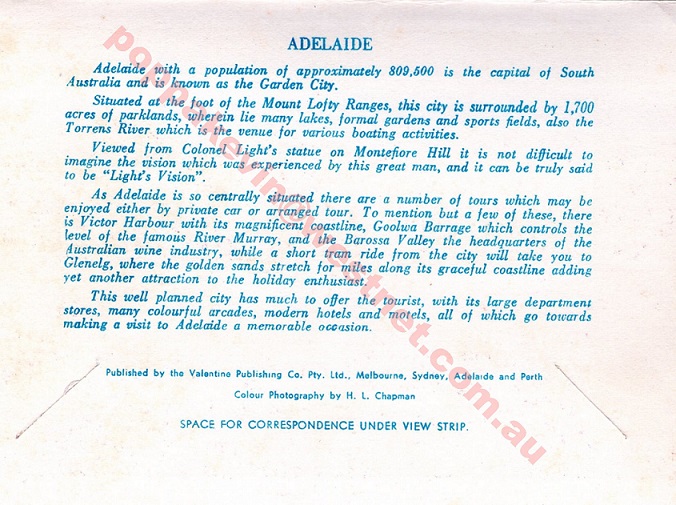 ADELAIDE
Adelaide with a population of approximately 809,500 is the capital of South
Australia and is known as the Garden City.
Situated at the foot of the Mount Lofty Ranges, this city is surrounded by 1,700
acres of parklands, wherein lie many lakes, formal gardens and sports fields, also the
Torrens River which is the venue for various boating activities.
Viewed from Colonel Light's statue on Montefiore Hill it is not difficult to
imagine the vision which was experienced by this great man, and it can be truly said
to be "Light's Vision".
As Adelaide is so centrally situated there are a number of tours which may be
enjoyed either by private car or arranged tour. To mention but a few of these, there
is Victor Harbour with its magnificent coastline, Goolwa Barrage which controls the
level of the famous River Murray, and the Barossa Valley the headquarters of the
Australian wine industry, while a short tram ride from the city will take you to
Glenelg, where the golden sands stretch for miles along its graceful coastline adding
yet another attraction to the holiday enthusiast.
This well planned city has much to offer the tourist, with its large department
stores, many colourful arcades, modern hotels and motels, all of which go towards
making a visit to Adelaide a memorable occasion.
Published by the Valentine Publishing Co. Pty. Ltd., Melbourne, Sydney, Adelaide and Perth
Colour Photography by H. L. Chapman
SPACE FOR CORRESPONDENCE UNDER VIEW STRIP.
poppakevin@westnet.com.au